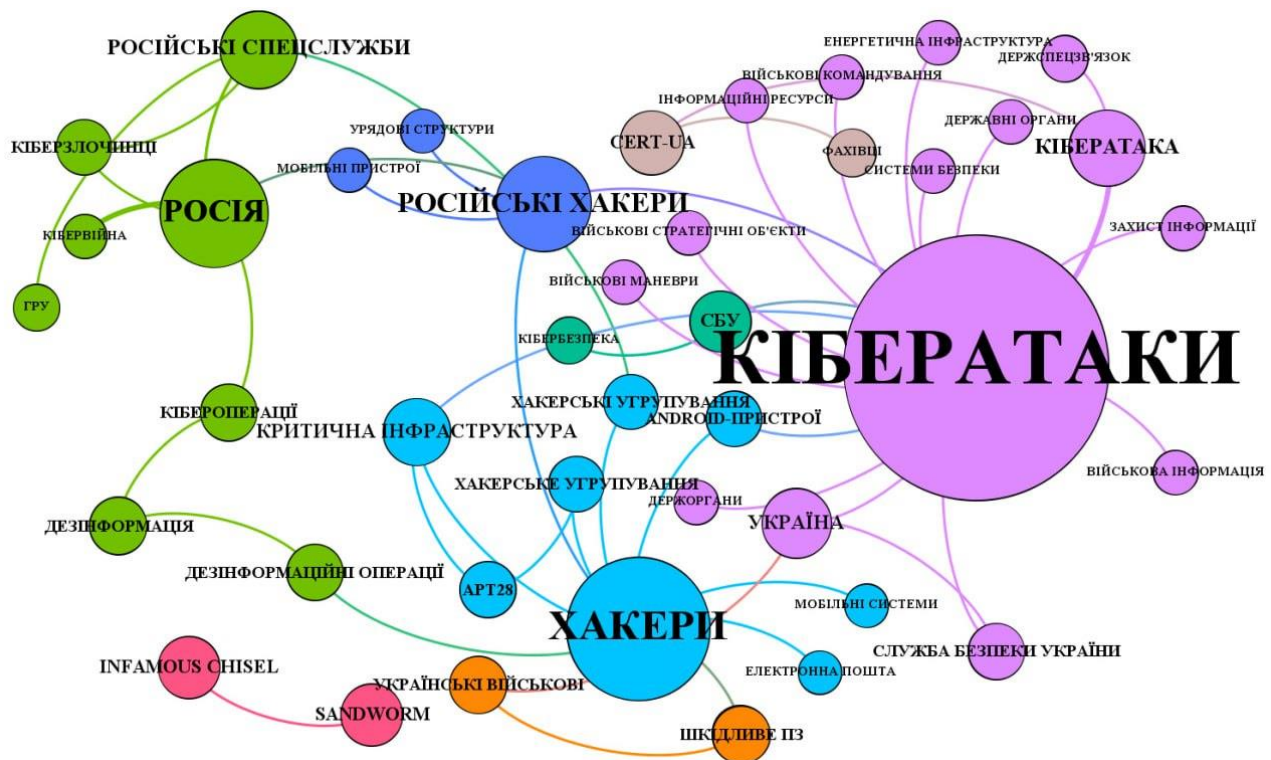 РОСІЙСЬКІ СПЕЦСЛУЖБИ
ЕНЕРГЕТИЧНА ІНФРАСТРУКТУРА
ДЕРЖСПЕЦЗВ'ЯЗОК
ВІЙСЬКОВІ КОМАНДУВАННЯ
ІНФОРМАЦІЙНІ РЕСУРСИ
УРЯДОВІ СТРУКТУРИ
ДЕРЖАВНІ ОРГАНИ
КІБЕРЗЛОЧИНЦІ
CERT-UA
ФАХІВЦІ
КІБЕРАТАКА
МОБІЛЬНІ ПРИСТРОЇ
СИСТЕМИ БЕЗПЕКИ
РОСІЯ
РОСІЙСЬКІ ХАКЕРИ
КІБЕРВІЙНА
ВІЙСЬКОВІ СТРАТЕГІЧНІ ОБ'ЄКТИ
ЗАХИСТ ІНФОРМАЦІЇ
ВІЙСЬКОВІ МАНЕВРИ
ГРУ
СБУ
КІБЕРБЕЗПЕКА
КІБЕРАТАКИ
ХАКЕРСЬКІ УГРУПУВАННЯ
КІБЕРОПЕРАЦІЇ
ANDROID-ПРИСТРОЇ
КРИТИЧНА ІНФРАСТРУКТУРА
ХАКЕРСЬКЕ УГРУПУВАННЯ
ВІЙСЬКОВА ІНФОРМАЦІЯ
ДЕРЖОРГАНИ
УКРАЇНА
ДЕЗІНФОРМАЦІЯ
ДЕЗІНФОРМАЦІЙНІ ОПЕРАЦІЇ
АРТ28
МОБІЛЬНІ СИСТЕМИ
ХАКЕРИ
СЛУЖБА БЕЗПЕКИ УКРАЇНИ
INFAMOUS CHISEL
ЕЛЕКТРОННА ПОШТА
УКРАЇНСЬКІ ВІЙСЬКОВІ
SANDWORM
ШКІДЛИВЕ ПЗ